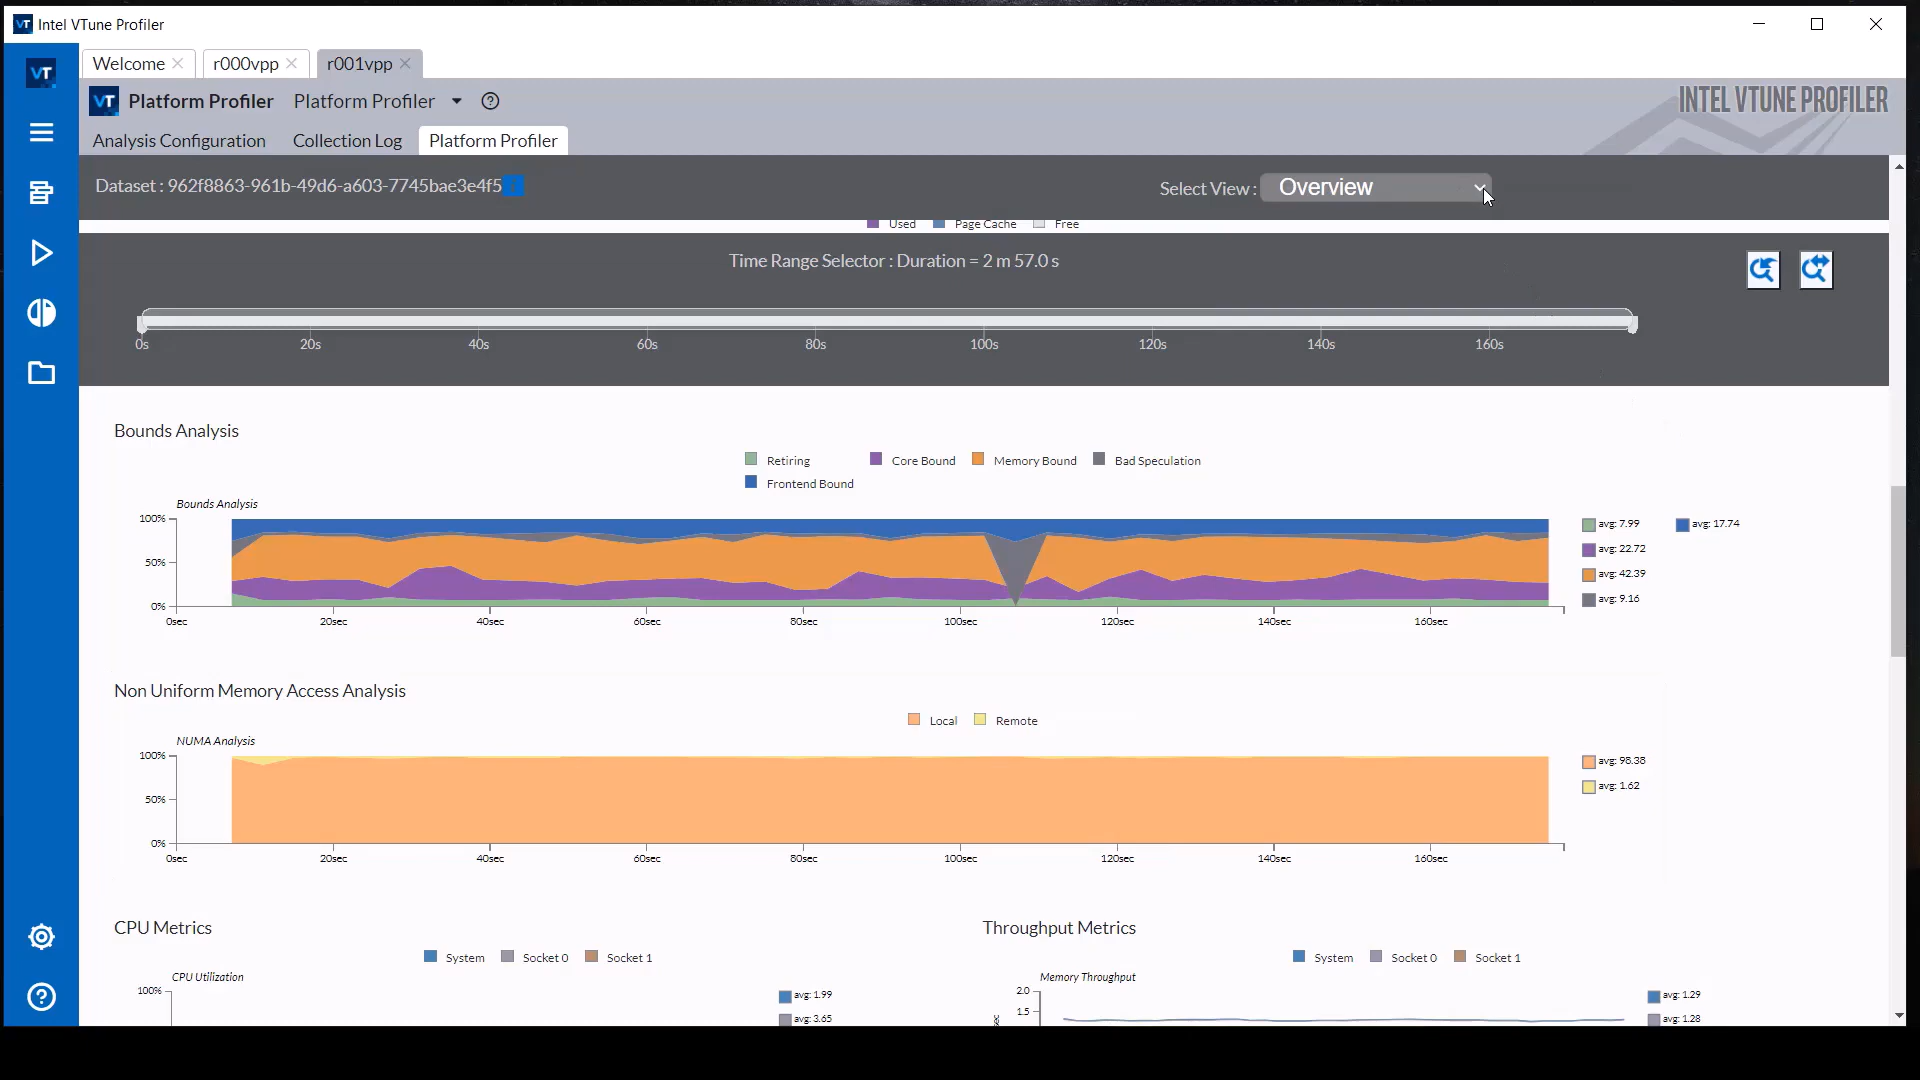 VT Intel VTune Profiler
Welcome
r000vpp
r001vpp
VT
VT Platform Profiler
Platform Profiler
INTEL VTUNE PROFILER
Analysis Configuration
Collection Log
Platform Profiler
Dataset : 962f8863-961b-49d6-a603-7745bae3e4f5
Select View :
Overview
Used
Page Cache
Free
Time Range Selector : Duration = 2 m 57.0 s
0s
20s
40s
60s
80s
100s
120s
140s
160s
Bounds Analysis
Retiring
Core Bound
Memory Bound
Bad Speculation
Frontend Bound
Bounds Analysis
100%
50%
0%
0sec
20sec
40sec
60sec
80sec
100sec
120sec
140sec
160sec
avg: 7.99
avg: 17.74
avg: 22.72
avg: 42.39
avg: 9.16
Non Uniform Memory Access Analysis
Local
Remote
NUMA Analysis
100%
50%
0%
0sec
20sec
40sec
60sec
80sec
100sec
120sec
140sec
160sec
avg: 98.38
avg: 1.62
CPU Metrics
System
Socket 0
Socket 1
CPU Utilization
100%
avg: 1.99
avg: 3.65
Throughput Metrics
System
Socket 0
Socket 1
Memory Throughput
2.0
1.5
avg: 1.29
avg: 1.28